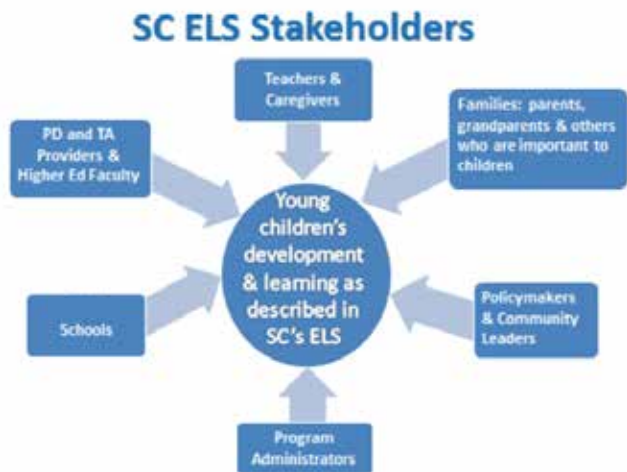 SC ELS Stakeholders
Teachers &
Caregivers
Families: parents,
grandparents & others
who are important to
children
PD and TA
Providers &
Higher Ed Faculty
Young
children's
development
& learning as
described in
SC's ELS
Schools
Policymakers
& Community
Leaders
Program
Administrators